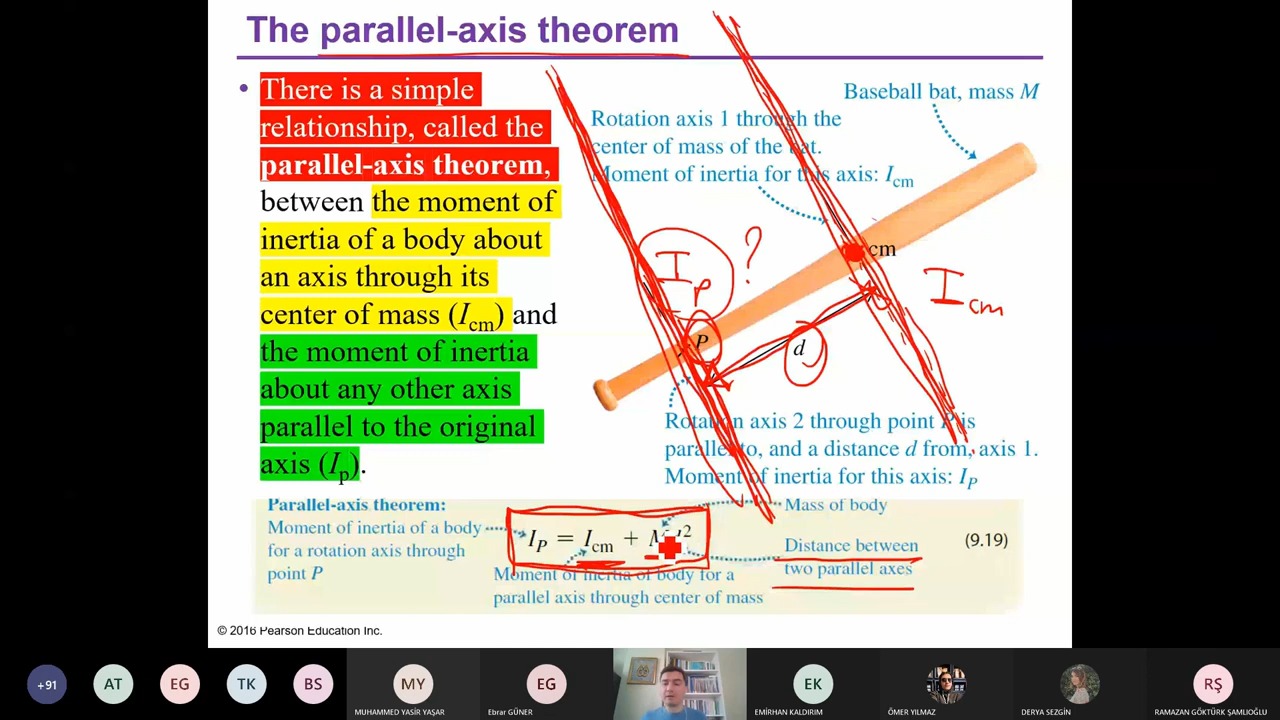 The parallel-axis theorem
• There is a simple
relationship, called the
parallel-axis theorem,
between the moment of
inertia of a body about
an axis through its
center of mass (Icm) and
the moment of inertia
about any other axis
parallel to the original
axis (Ip).
Baseball bat, mass M
Rotation axis 1 through the
center of mass of the bat.
Moment of inertia for this axis: Icm
cm
Ip ?
Icm
P
d
Rotation axis 2 through point P is
parallel to, and a distance d from, axis 1.
Moment of inertia for this axis: IP
Parallel-axis theorem:
Moment of inertia of a body
for a rotation axis through
point P
IP = Icm + Md²
Mass of body
Distance between
two parallel axes
(9.19)
Moment of inertia of body for a
parallel axis through center of mass
© 2016 Pearson Education Inc.
+91
AT
EG
TK
BS
MY
MUHAMMED YASİR YAŞAR
EG
Ebrar GÜNER
EK
EMİRHAN KALDIRIM
ÖMER YILMAZ
DERYA SEZGİN
RŞ
RAMAZAN GÖKTÜRK ŞAMLIOĞLU